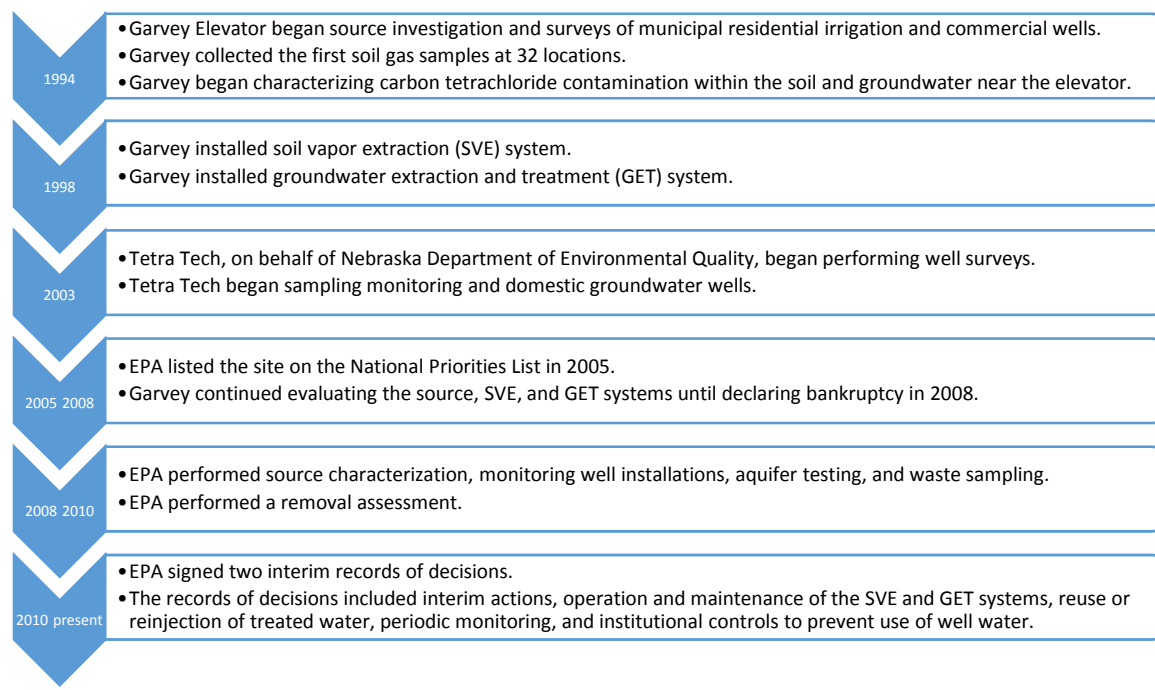 1994
•Garvey Elevator began source investigation and surveys of municipal residential irrigation and commercial wells.
•Garvey collected the first soil gas samples at 32 locations.
•Garvey began characterizing carbon tetrachloride contamination within the soil and groundwater near the elevator.
1998
•Garvey installed soil vapor extraction (SVE) system.
•Garvey installed groundwater extraction and treatment (GET) system.
2003
•Tetra Tech, on behalf of Nebraska Department of Environmental Quality, began performing well surveys.
•Tetra Tech began sampling monitoring and domestic groundwater wells.
2005 2008
•EPA listed the site on the National Priorities List in 2005.
•Garvey continued evaluating the source, SVE, and GET systems until declaring bankruptcy in 2008.
2008 2010
•EPA performed source characterization, monitoring well installations, aquifer testing, and waste sampling.
•EPA performed a removal assessment.
2010 present
•EPA signed two interim records of decisions.
•The records of decisions included interim actions, operation and maintenance of the SVE and GET systems, reuse or
reinjection of treated water, periodic monitoring, and institutional controls to prevent use of well water.